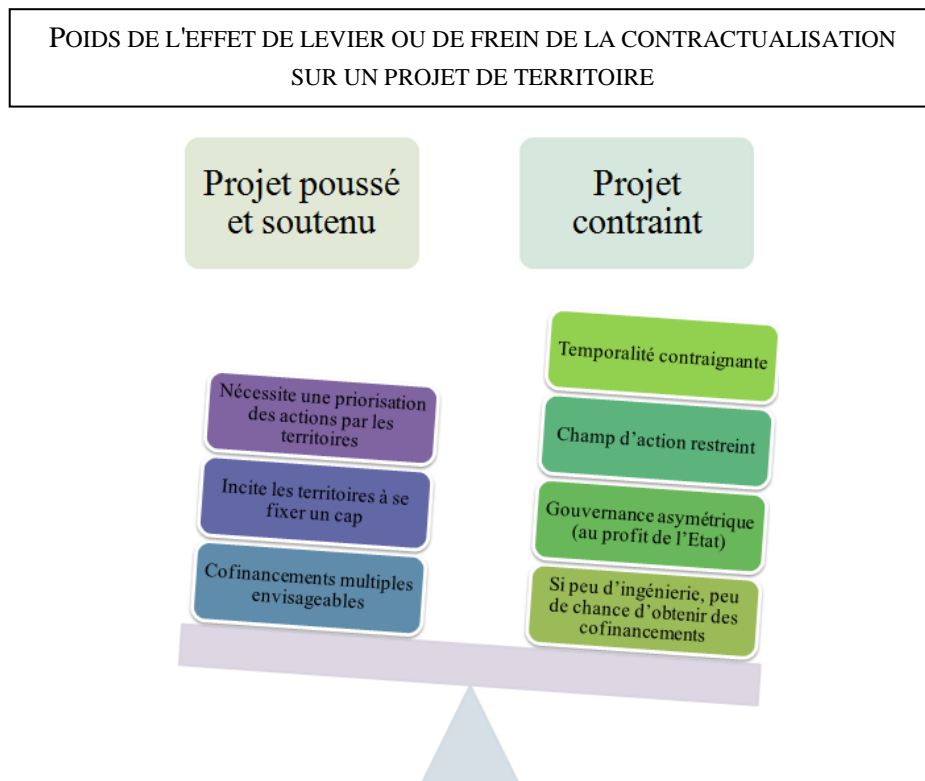 POIDS DE L'EFFET DE LEVIER OU DE FREIN DE LA CONTRACTUALISATION
SUR UN PROJET DE TERRITOIRE
Projet poussé
et soutenu
Projet
contraint
Nécessite une priorisation
des actions par les
territoires
Incite les territoires à se
fixer un cap
Cofinancements multiples
envisageables
Temporalité contraignante
Champ d'action restreint
Gouvernance asymétrique
(au profit de l'Etat)
Si peu d'ingénierie, peu
de chance d'obtenir des
cofinancements